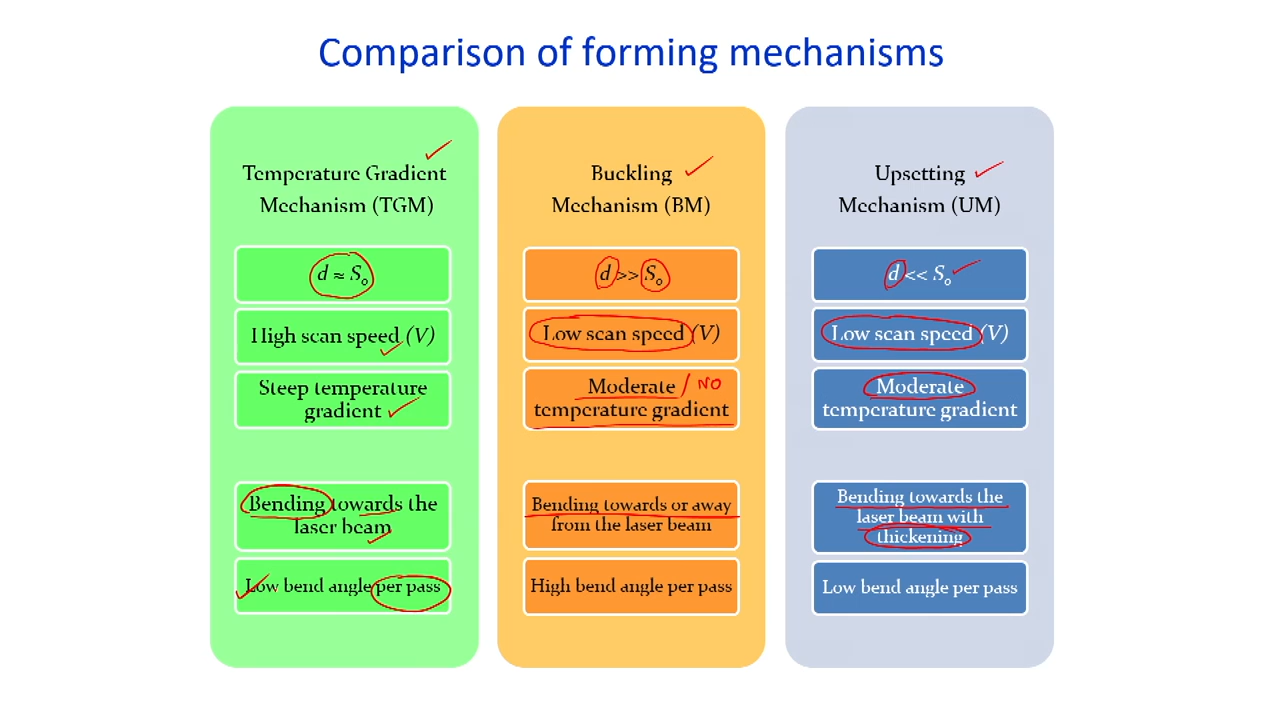 Comparison of forming mechanisms
Temperature Gradient
Mechanism (TGM)
d ≈ Sₒ
High scan speed (V)
Steep temperature
gradient
Bending towards the
laser beam
Low bend angle per pass
Buckling
Mechanism (BM)
d >> Sₒ
Low scan speed (V)
Moderate / NO
temperature gradient
Bending towards or away
from the laser beam
High bend angle per pass
Upsetting
Mechanism (UM)
d << Sₒ
Low scan speed (V)
Moderate
temperature gradient
Bending towards the
laser beam with
thickening
Low bend angle per pass